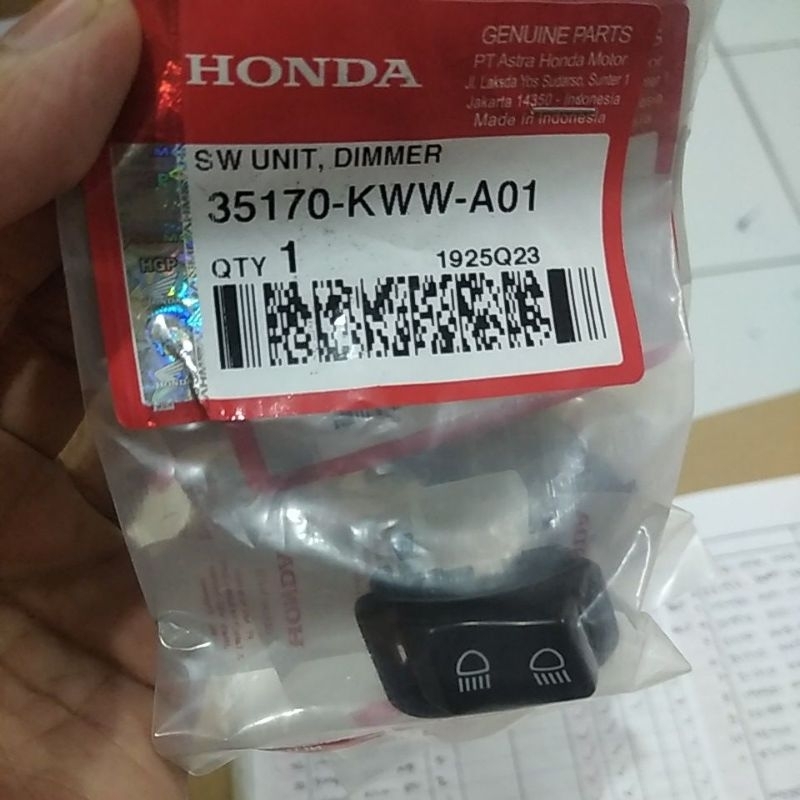 GENUINE PARTS
HONDA
PT Astra Honda Motor
Jl. Laksda Yos Sudarso, Sunter 1
Jakarta 14350 - Indonesia
Made in Indonesia
SW UNIT, DIMMER
35170-KWW-A01
QTY 1
1925Q23
HGP
HONDA
HONDA